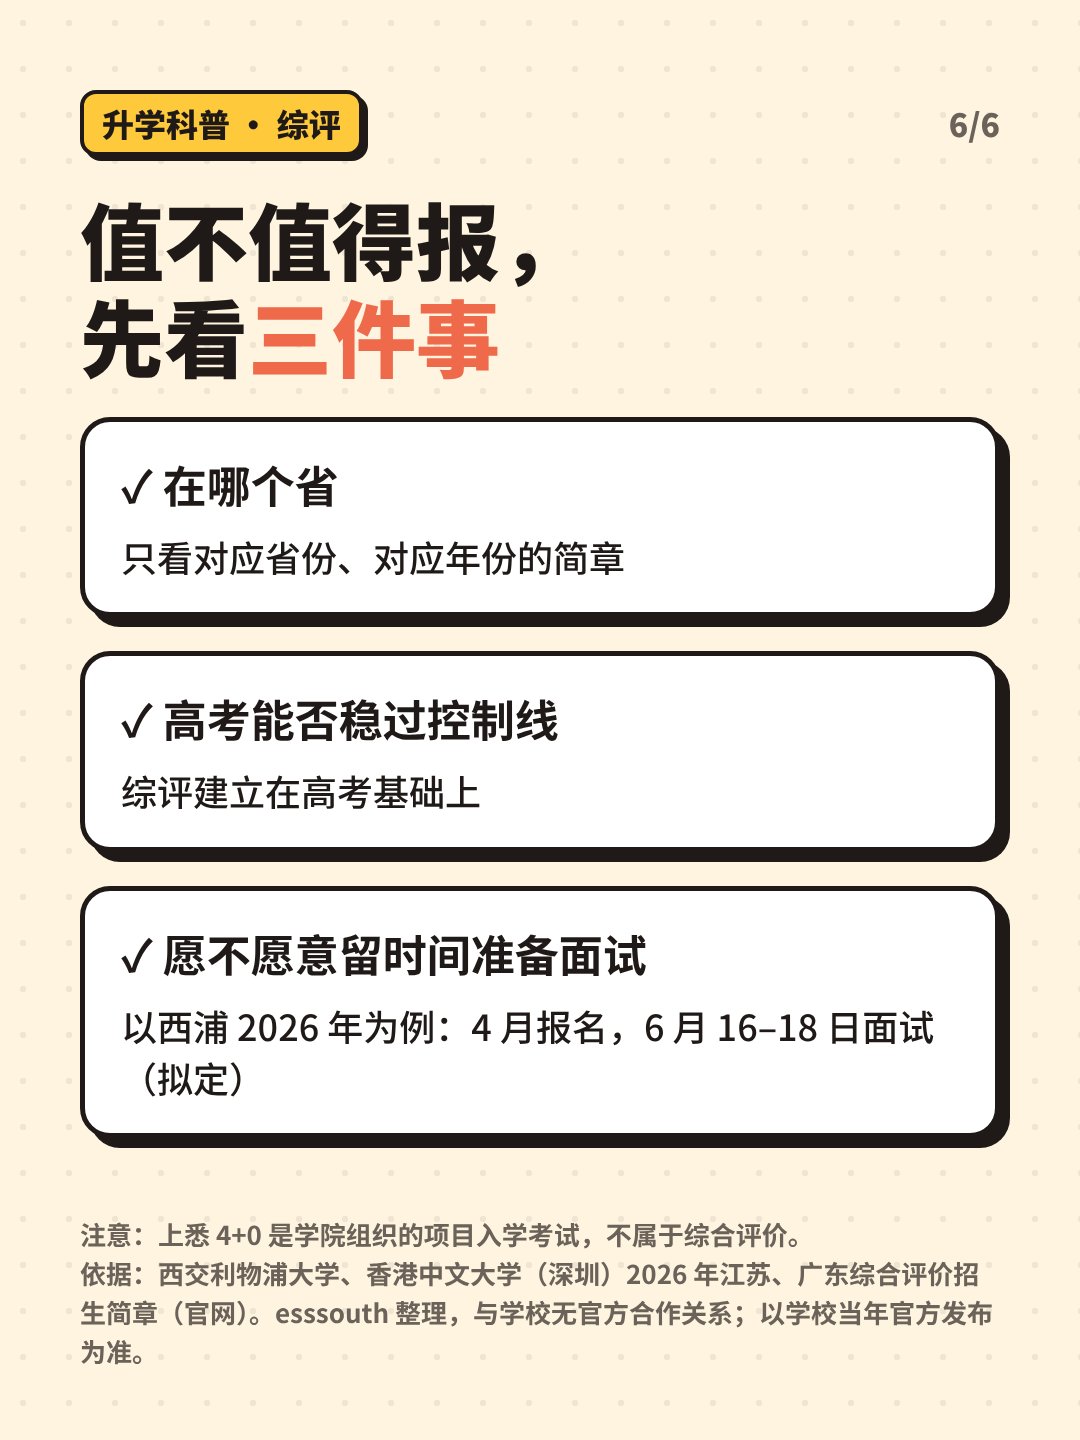 升学科普 · 综评
6/6
值不值得报，
先看三件事
✓ 在哪个省
只看对应省份、对应年份的简章
✓ 高考能否稳过控制线
综评建立在高考基础上
✓ 愿不愿意留时间准备面试
以西浦 2026 年为例：4 月报名，6 月 16–18 日面试
（拟定）
注意：上悉 4+0 是学院组织的项目入学考试，不属于综合评价。
依据：西交利物浦大学、香港中文大学（深圳）2026 年江苏、广东综合评价招
生简章（官网）。esssouth 整理，与学校无官方合作关系；以学校当年官方发布
为准。